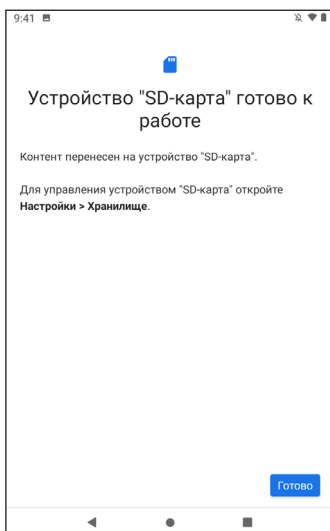 9:41
Устройство "SD-карта" готово к
работе
Контент перенесен на устройство "SD-карта".
Для управления устройством "SD-карта" откройте
Настройки > Хранилище.
Готово